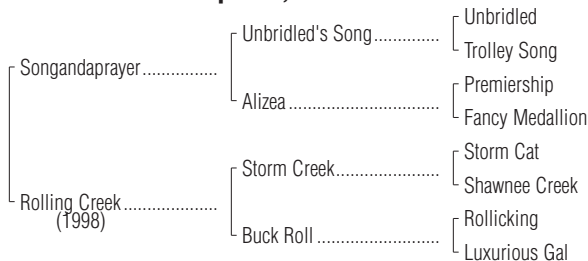 Unbridled
Unbridled's Song..............
Trolley Song
Songandaprayer................
Premiership
Alizea ................................
Fancy Medallion
Storm Cat
Storm Creek.....................
Shawnee Creek
Rolling Creek....................
(1998)
Rollicking
Buck Roll ..........................
Luxurious Gal